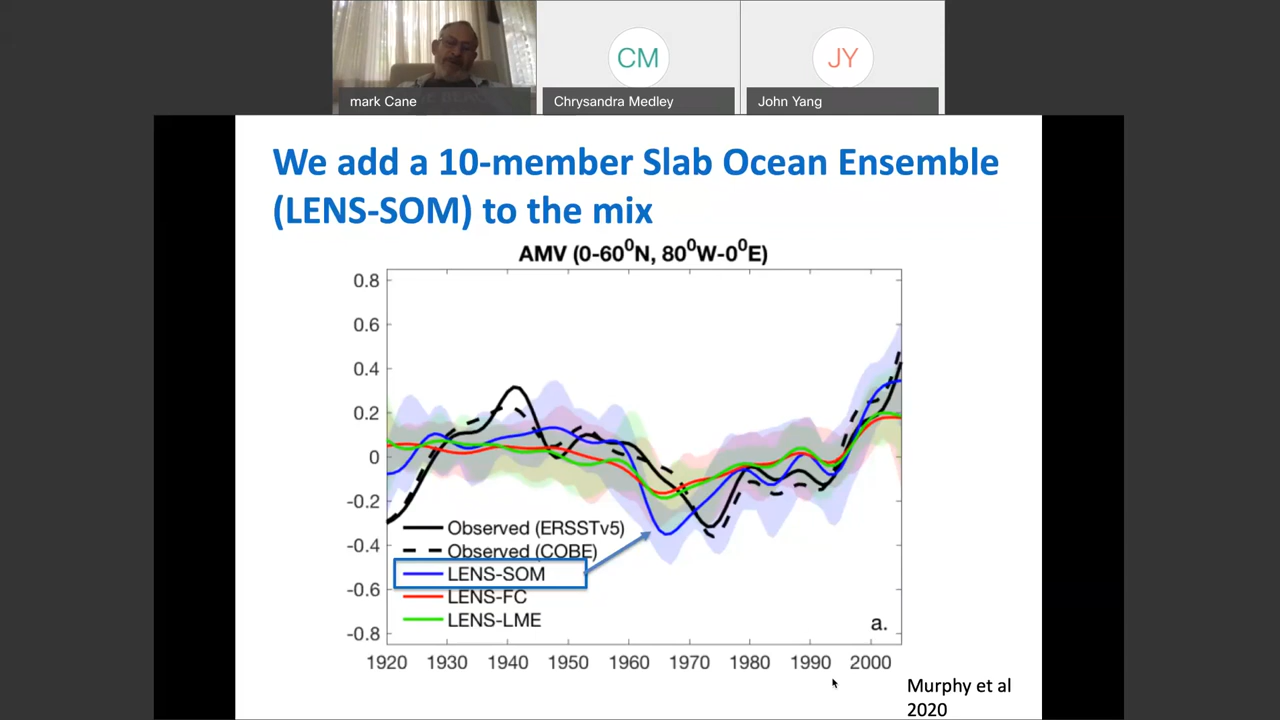 CM
JY
mark Cane
Chrysandra Medley
John Yang
We add a 10-member Slab Ocean Ensemble
(LENS-SOM) to the mix
AMV (0-60⁰N, 80⁰W-0⁰E)
0.8
0.6
0.4
0.2
0
-0.2
-0.4
-0.6
-0.8
Observed (ERSSTv5)
Observed (COBE)
LENS-SOM
LENS-FC
LENS-LME
a.
1920 1930 1940 1950 1960 1970 1980 1990 2000
Murphy et al
2020